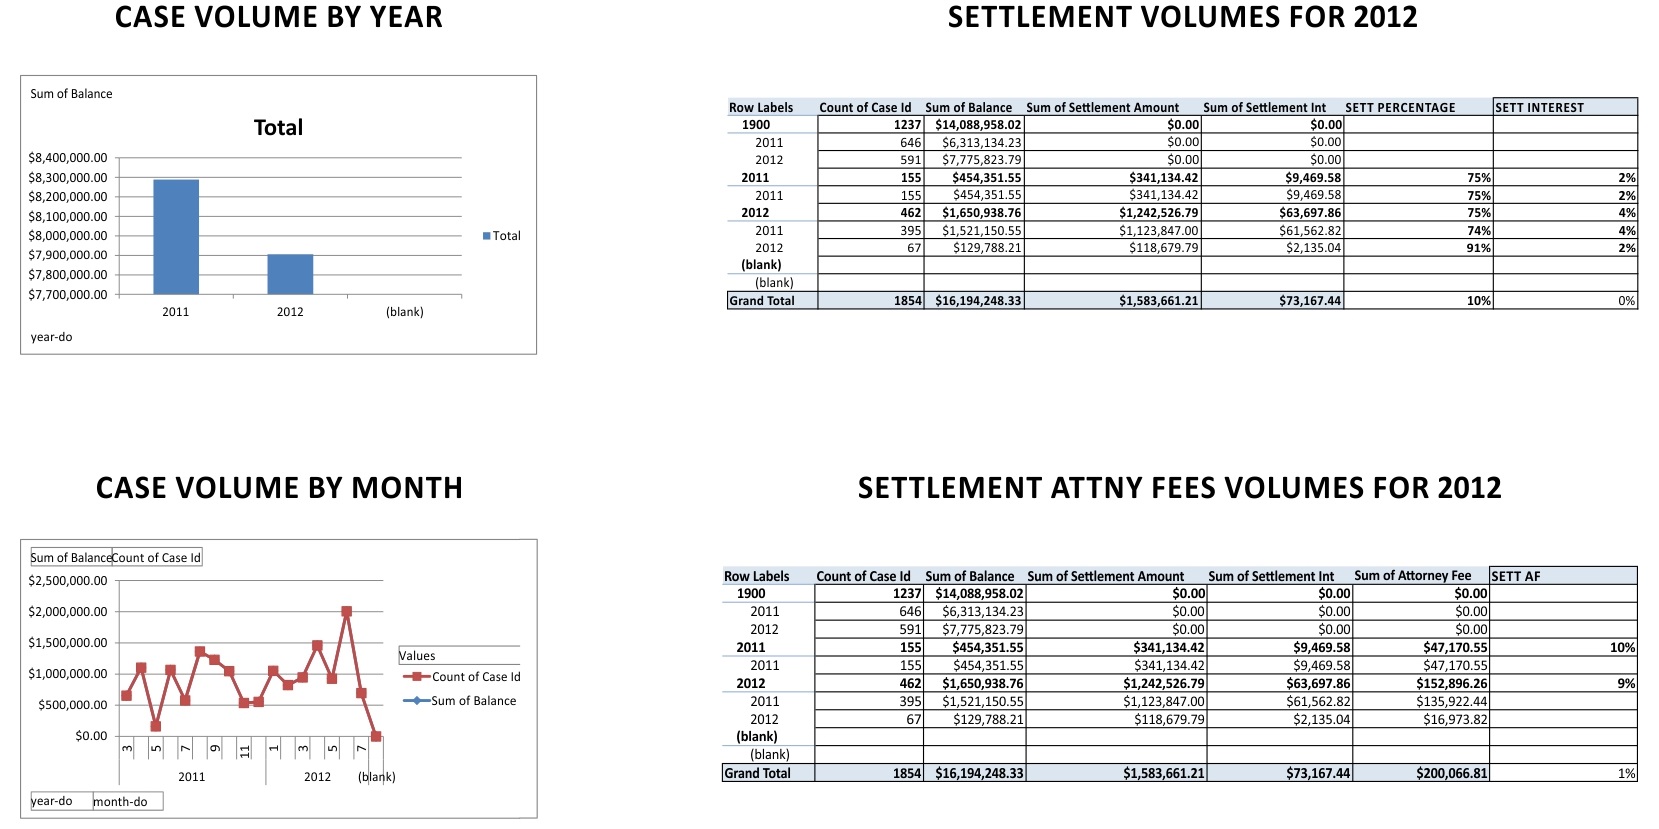 CASE VOLUME BY YEAR
Sum of Balance
Total
$8,400,000.00
$8,300,000.00
$8,200,000.00
$8,100,000.00
$8,000,000.00
$7,900,000.00
$7,800,000.00
$7,700,000.00
2011 2012 (blank)
Total
year-do
SETTLEMENT VOLUMES FOR 2012
Row Labels Count of Case Id Sum of Balance Sum of Settlement Amount Sum of Settlement Int SETT PERCENTAGE SETT INTEREST
1900 1237 $14,088,958.02 $0.00 $0.00
2011 646 $6,313,134.23 $0.00 $0.00
2012 591 $7,775,823.79 $0.00 $0.00
2011 155 $454,351.55 $341,134.42 $9,469.58 75% 2%
2011 155 $454,351.55 $341,134.42 $9,469.58 75% 2%
2012 462 $1,650,938.76 $1,242,526.79 $63,697.86 75% 4%
2011 395 $1,521,150.55 $1,123,847.00 $61,562.82 74% 4%
2012 67 $129,788.21 $118,679.79 $2,135.04 91% 2%
(blank)
(blank)
Grand Total 1854 $16,194,248.33 $1,583,661.21 $73,167.44 10% 0%
CASE VOLUME BY MONTH
Sum of Balance Count of Case Id
$2,500,000.00
$2,000,000.00
$1,500,000.00
$1,000,000.00
$500,000.00
$0.00
3 5 7 9 11 1 3 5 7
2011 2012 (blank)
Values
Count of Case Id
Sum of Balance
year-do month-do
SETTLEMENT ATTNY FEES VOLUMES FOR 2012
Row Labels Count of Case Id Sum of Balance Sum of Settlement Amount Sum of Settlement Int Sum of Attorney Fee SETT AF
1900 1237 $14,088,958.02 $0.00 $0.00 $0.00
2011 646 $6,313,134.23 $0.00 $0.00 $0.00
2012 591 $7,775,823.79 $0.00 $0.00 $0.00
2011 155 $454,351.55 $341,134.42 $9,469.58 $47,170.55 10%
2011 155 $454,351.55 $341,134.42 $9,469.58 $47,170.55
2012 462 $1,650,938.76 $1,242,526.79 $63,697.86 $152,896.26 9%
2011 395 $1,521,150.55 $1,123,847.00 $61,562.82 $135,922.44
2012 67 $129,788.21 $118,679.79 $2,135.04 $16,973.82
(blank)
(blank)
Grand Total 1854 $16,194,248.33 $1,583,661.21 $73,167.44 $200,066.81 1%